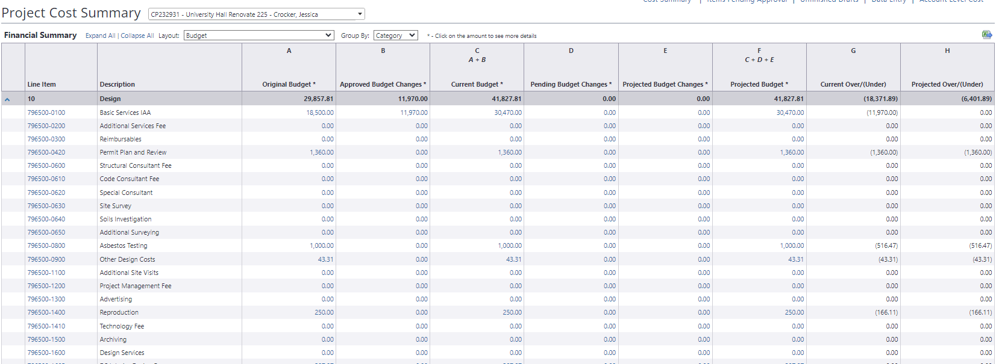 Cost Summary | Items Pending Approval | Unfinished Drafts | Data Entry | Account Level Cost
Project Cost Summary CP232931 - University Hall Renovate 225 - Crocker, Jessica
Financial Summary Expand All | Collapse All Layout: Budget Group By: Category * - Click on the amount to see more details
A B C D E F G H
A + B C + D + E
Line Item Description Original Budget * Approved Budget Changes * Current Budget * Pending Budget Changes * Projected Budget Changes * Projected Budget * Current Over/(Under) Projected Over/(Under)
10 Design 29,857.81 11,970.00 41,827.81 0.00 0.00 41,827.81 (18,371.89) (6,401.89)
796500-0100 Basic Services IAA 18,500.00 11,970.00 30,470.00 0.00 0.00 30,470.00 (11,970.00) 0.00
796500-0200 Additional Services Fee 0.00 0.00 0.00 0.00 0.00 0.00 0.00 0.00
796500-0300 Reimbursables 0.00 0.00 0.00 0.00 0.00 0.00 0.00 0.00
796500-0420 Permit Plan and Review 1,360.00 0.00 1,360.00 0.00 0.00 1,360.00 (1,360.00) (1,360.00)
796500-0600 Structural Consultant Fee 0.00 0.00 0.00 0.00 0.00 0.00 0.00 0.00
796500-0610 Code Consultant Fee 0.00 0.00 0.00 0.00 0.00 0.00 0.00 0.00
796500-0620 Special Consultant 0.00 0.00 0.00 0.00 0.00 0.00 0.00 0.00
796500-0630 Site Survey 0.00 0.00 0.00 0.00 0.00 0.00 0.00 0.00
796500-0640 Soils Investigation 0.00 0.00 0.00 0.00 0.00 0.00 0.00 0.00
796500-0650 Additional Surveying 0.00 0.00 0.00 0.00 0.00 0.00 0.00 0.00
796500-0800 Asbestos Testing 1,000.00 0.00 1,000.00 0.00 0.00 1,000.00 (516.47) (516.47)
796500-0900 Other Design Costs 43.31 0.00 43.31 0.00 0.00 43.31 (43.31) (43.31)
796500-1100 Additional Site Visits 0.00 0.00 0.00 0.00 0.00 0.00 0.00 0.00
796500-1200 Project Management Fee 0.00 0.00 0.00 0.00 0.00 0.00 0.00 0.00
796500-1300 Advertising 0.00 0.00 0.00 0.00 0.00 0.00 0.00 0.00
796500-1400 Reproduction 250.00 0.00 250.00 0.00 0.00 250.00 (166.11) (166.11)
796500-1410 Technology Fee 0.00 0.00 0.00 0.00 0.00 0.00 0.00 0.00
796500-1500 Archiving 0.00 0.00 0.00 0.00 0.00 0.00 0.00 0.00
796500-1600 Design Services 0.00 0.00 0.00 0.00 0.00 0.00 0.00 0.00